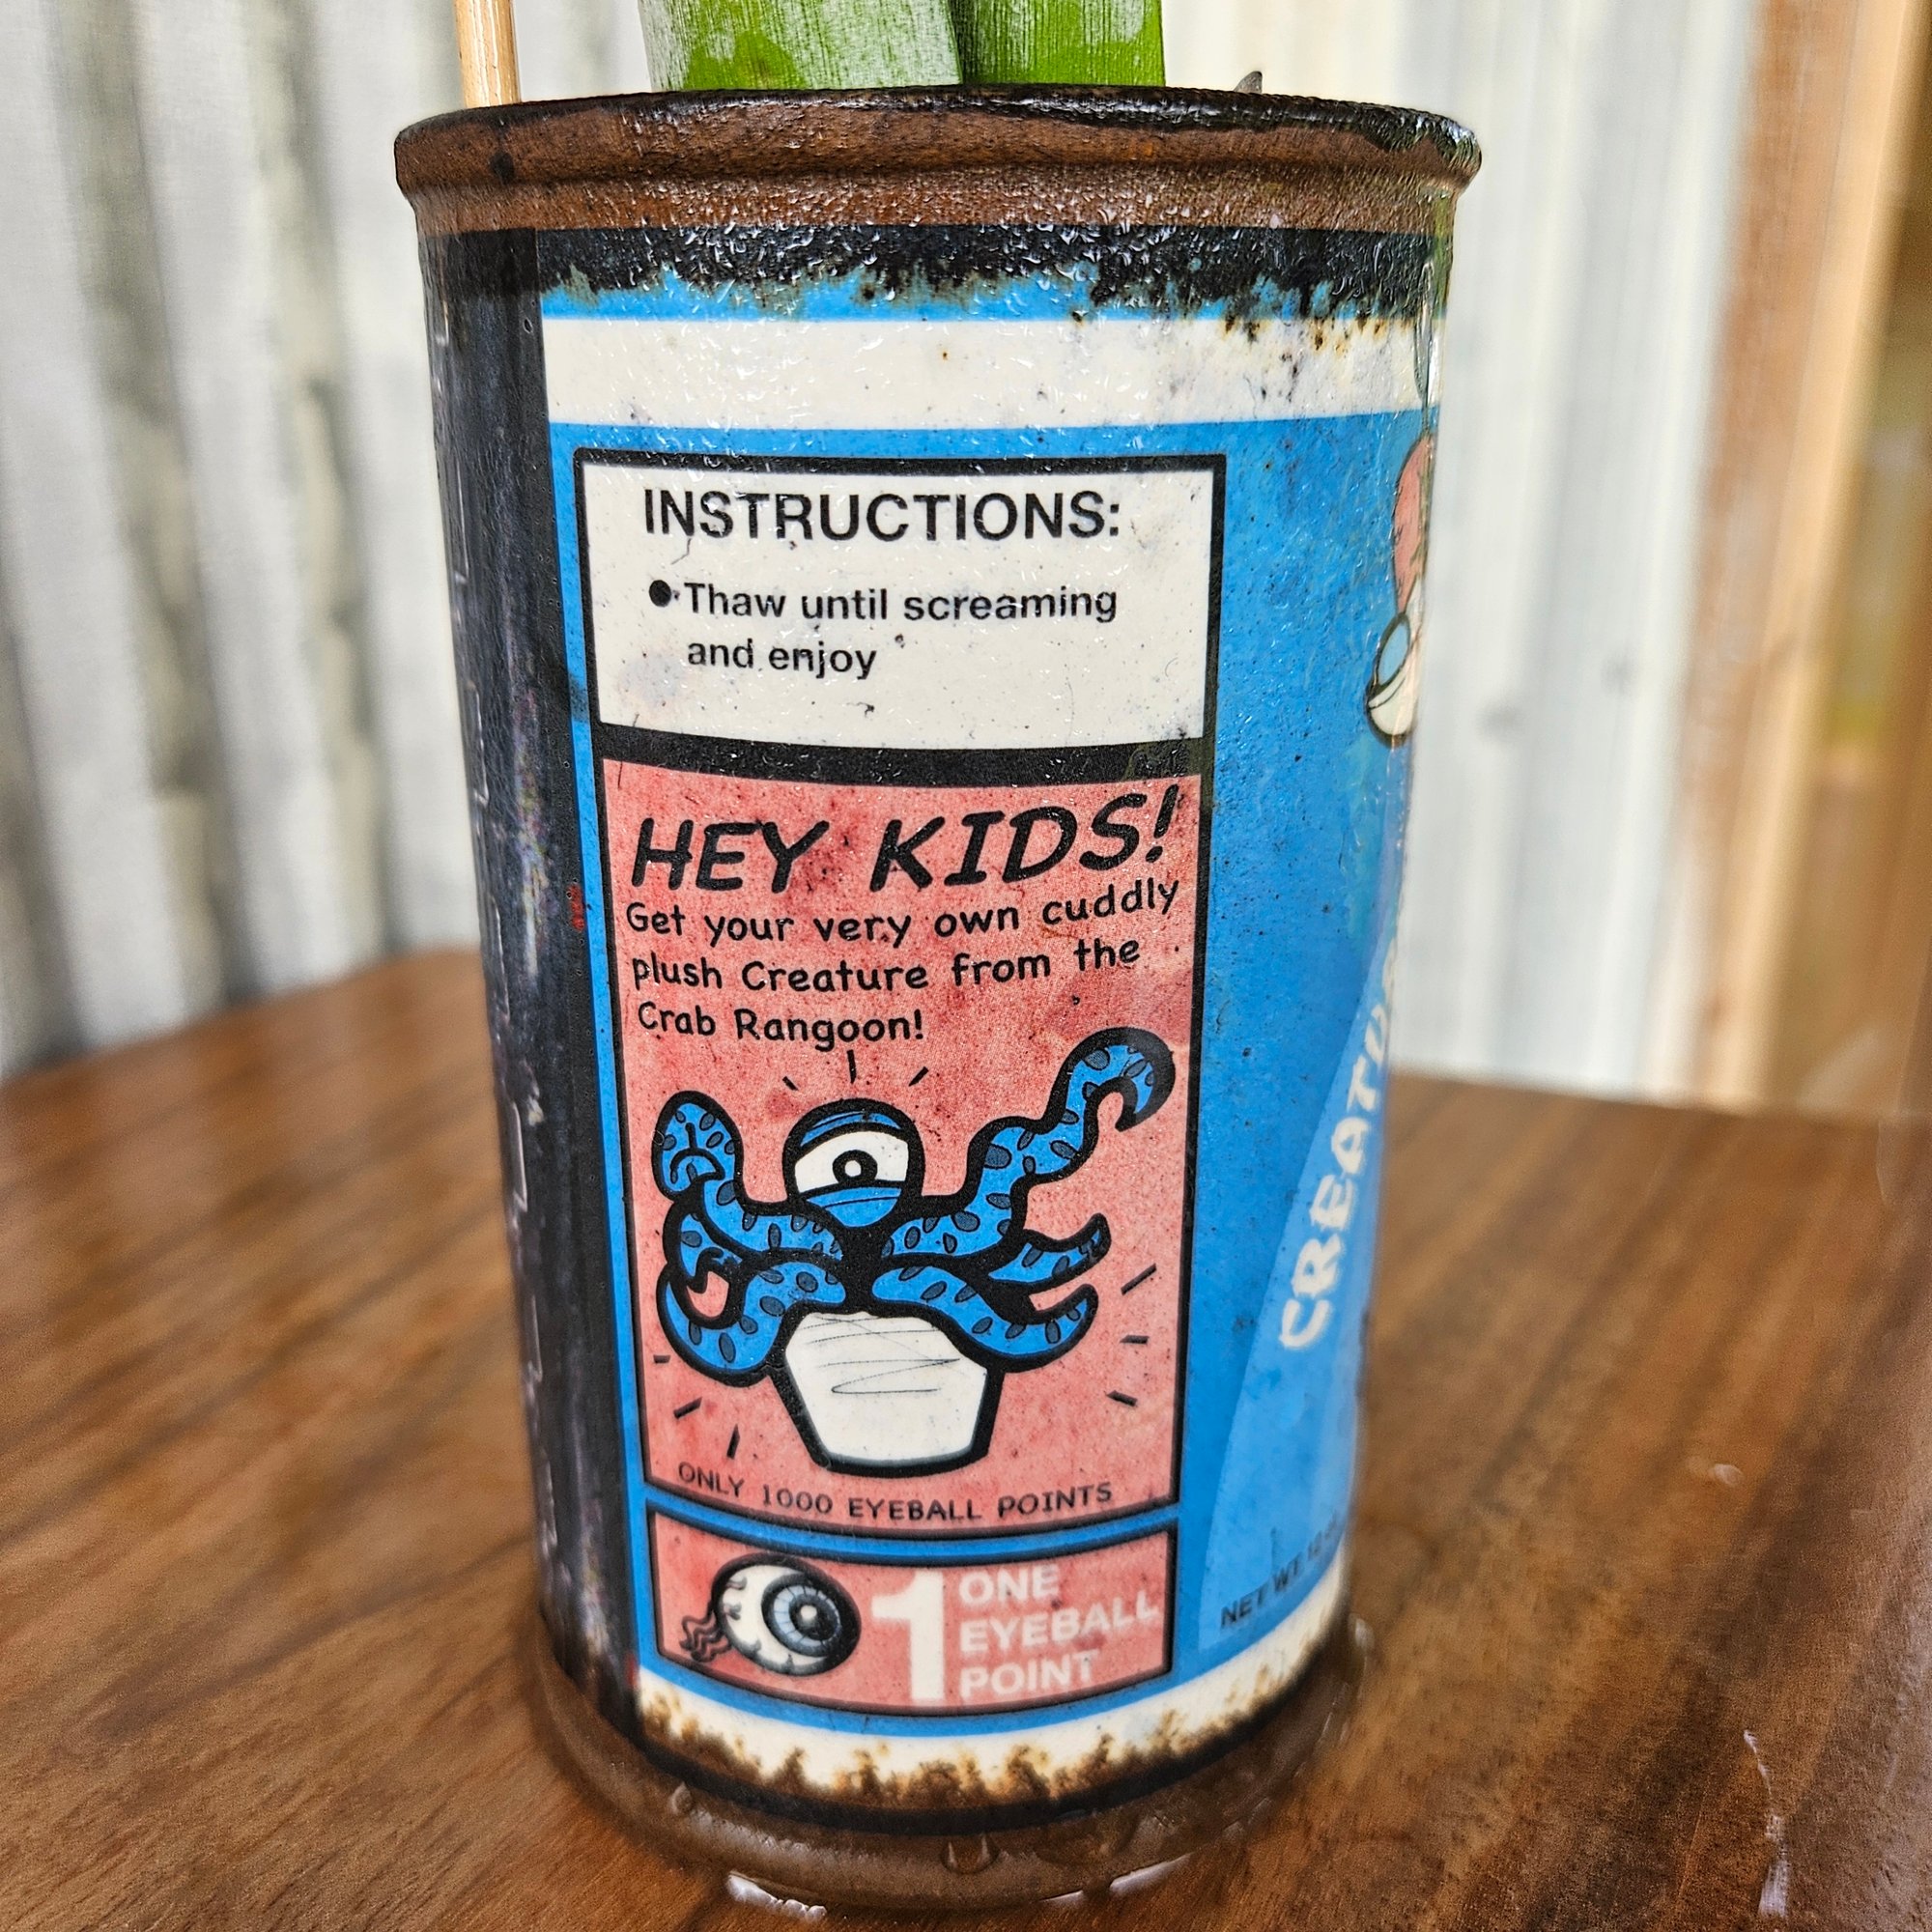 INSTRUCTIONS:
●Thaw until screaming
and enjoy
HEY KIDS!
Get your very own cuddly
plush Creature from the
Crab Rangoon!
ONLY 1000 EYEBALL POINTS
1
ONE
EYEBALL
POINT
NET WT.